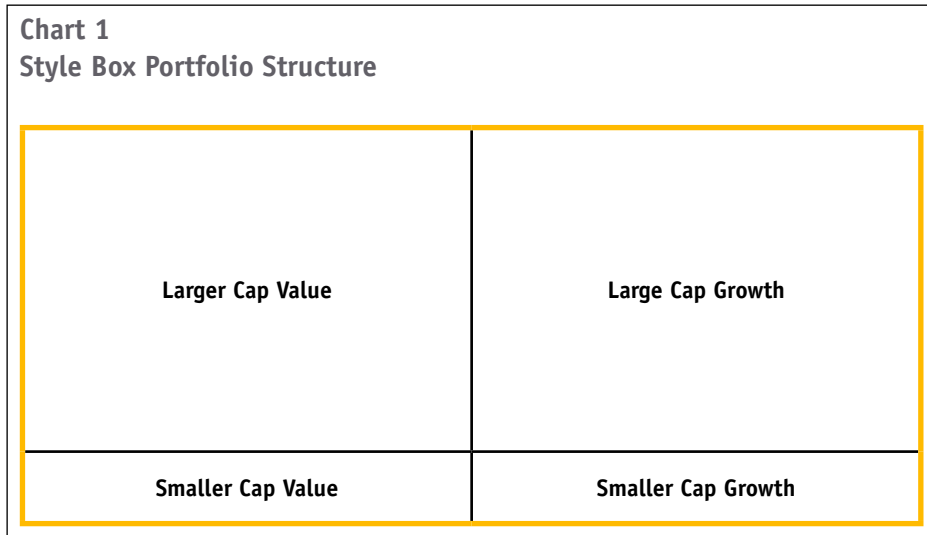 Chart 1
Style Box Portfolio Structure
Larger Cap Value
Large Cap Growth
Smaller Cap Value
Smaller Cap Growth